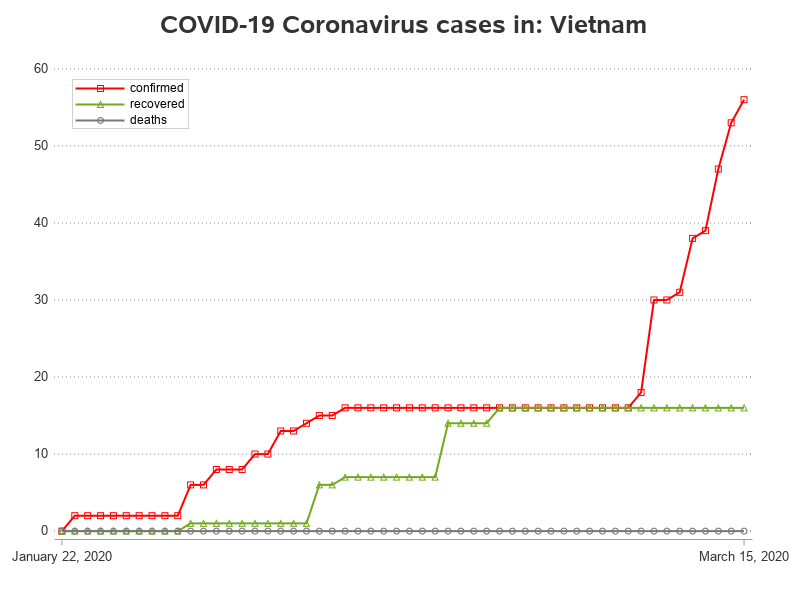 COVID-19 Coronavirus cases in: Vietnam
60
confirmed
recovered
deaths
50
40
30
20
10
0
January 22, 2020
March 15, 2020